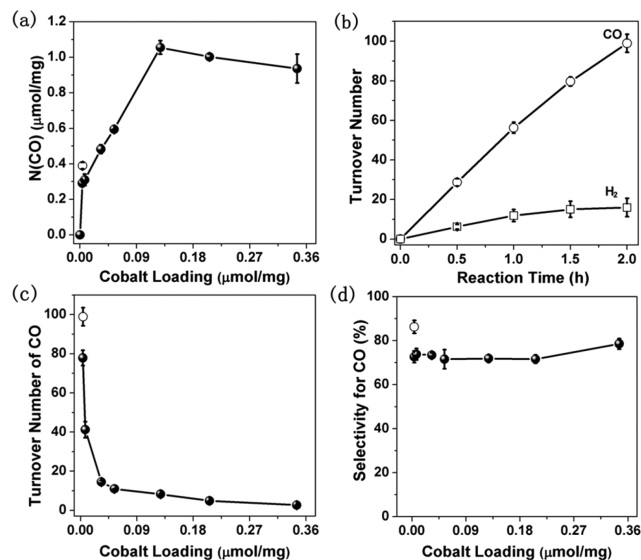 (a)
N(CO) (μmol/mg)
1.2
1.0
0.8
0.6
0.4
0.2
0.0
0.00 0.09 0.18 0.27 0.36
Cobalt Loading (μmol/mg)
(b)
Turnover Number
100
80
60
40
20
0
CO
H₂
0.0 0.5 1.0 1.5 2.0
Reaction Time (h)
(c)
Turnover Number of CO
100
80
60
40
20
0
0.00 0.09 0.18 0.27 0.36
Cobalt Loading (μmol/mg)
(d)
Selectivity for CO (%)
100
80
60
40
20
0
0.00 0.09 0.18 0.27 0.36
Cobalt Loading (μmol/mg)